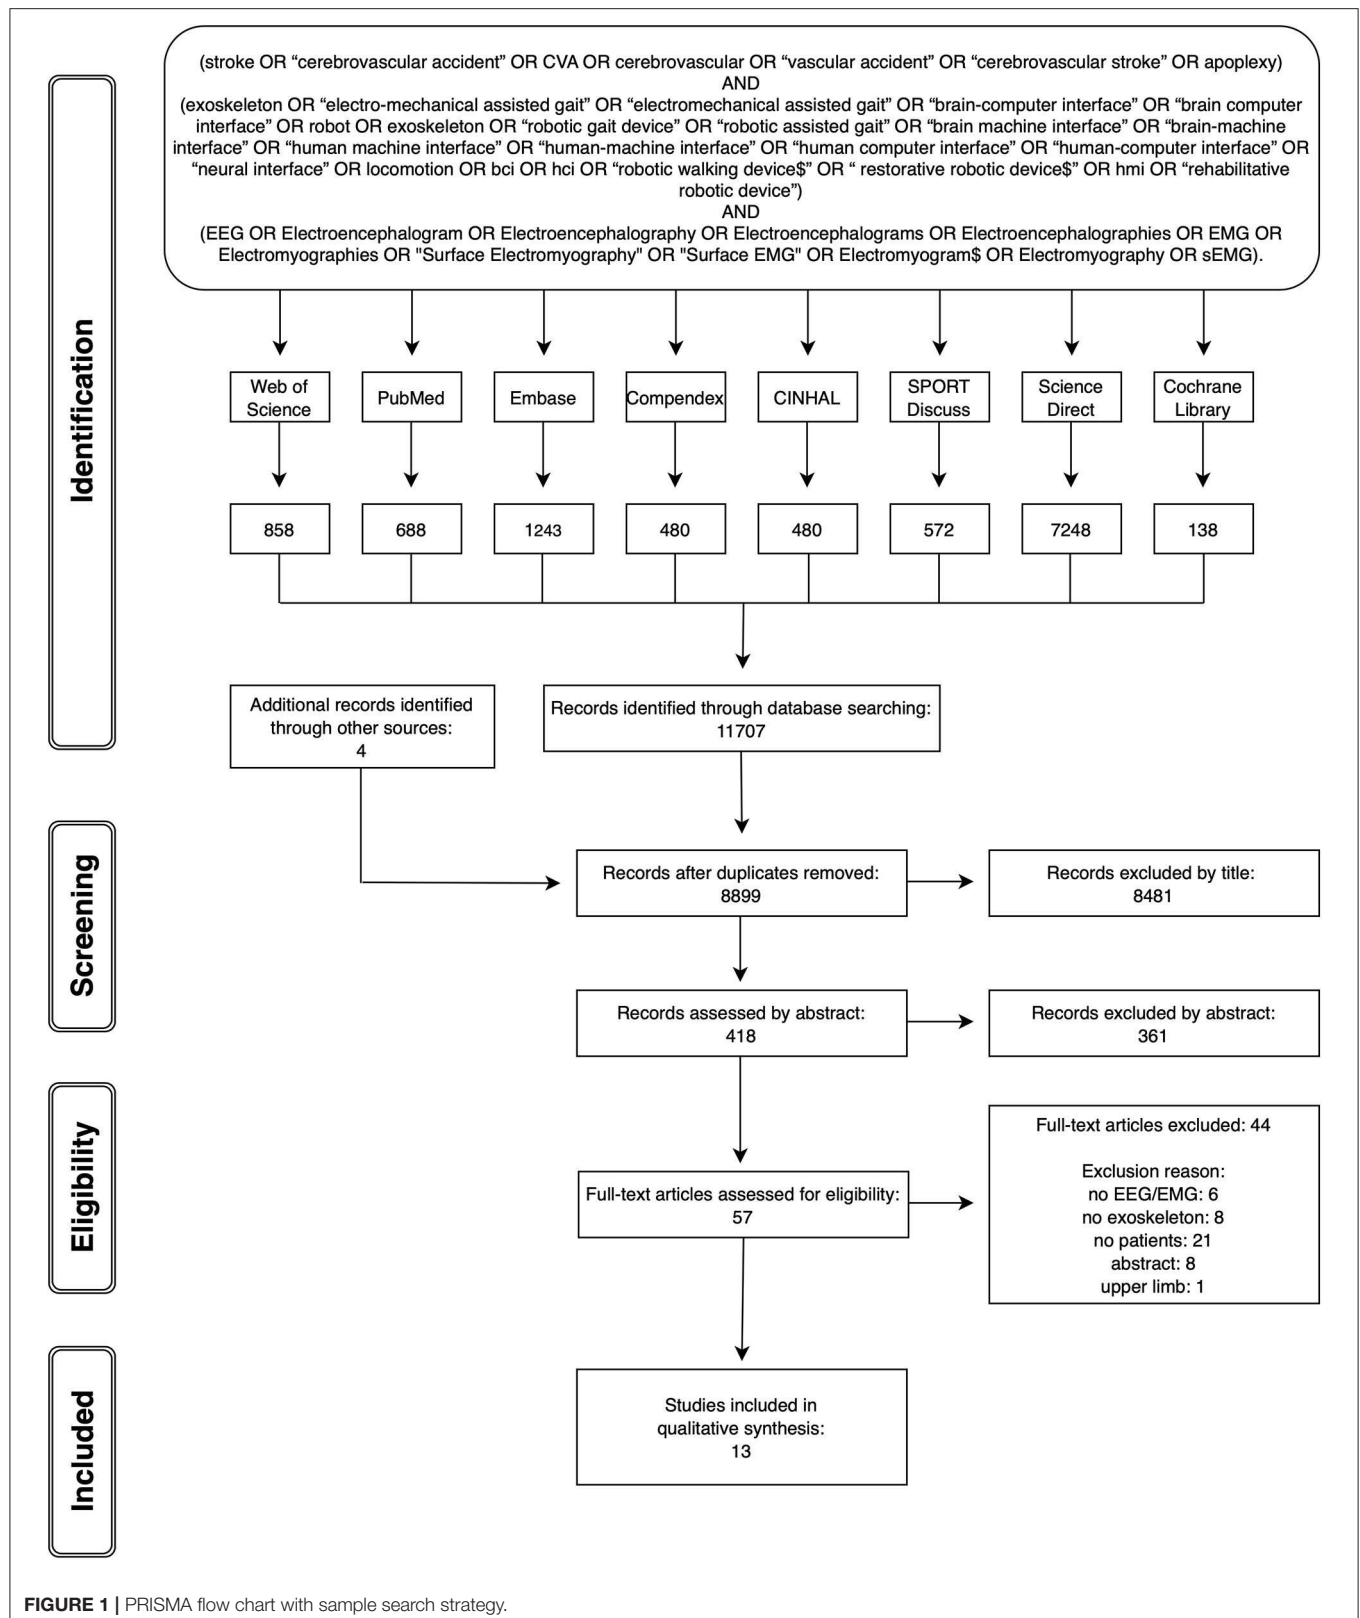 (stroke OR “cerebrovascular accident” OR CVA OR cerebrovascular OR “vascular accident” OR “cerebrovascular stroke” OR apoplexy)
AND
(exoskeleton OR “electro-mechanical assisted gait” OR “electromechanical assisted gait” OR “brain-computer interface” OR “brain computer
interface” OR robot OR exoskeleton OR “robotic gait device” OR “robotic assisted gait” OR “brain machine interface” OR “brain-machine
interface” OR “human machine interface” OR “human-machine interface” OR “human computer interface” OR “human-computer interface” OR
“neural interface” OR locomotion OR bci OR hci OR “robotic walking device$” OR “ restorative robotic device$” OR hmi OR “rehabilitative
robotic device”)
AND
(EEG OR Electroencephalogram OR Electroencephalography OR Electroencephalograms OR Electroencephalographies OR EMG OR
Electromyographies OR "Surface Electromyography" OR "Surface EMG" OR Electromyogram$ OR Electromyography OR sEMG).
Identification
Web of
Science
PubMed
Embase
Compendex
CINHAL
SPORT
Discuss
Science
Direct
Cochrane
Library
858
688
1243
480
480
572
7248
138
Additional records identified
through other sources:
4
Records identified through database searching:
11707
Screening
Records after duplicates removed:
8899
Records excluded by title:
8481
Records assessed by abstract:
418
Records excluded by abstract:
361
Eligibility
Full-text articles assessed for eligibility:
57
Full-text articles excluded: 44
Exclusion reason:
no EEG/EMG: 6
no exoskeleton: 8
no patients: 21
abstract: 8
upper limb: 1
Included
Studies included in
qualitative synthesis:
13
FIGURE 1 | PRISMA flow chart with sample search strategy.